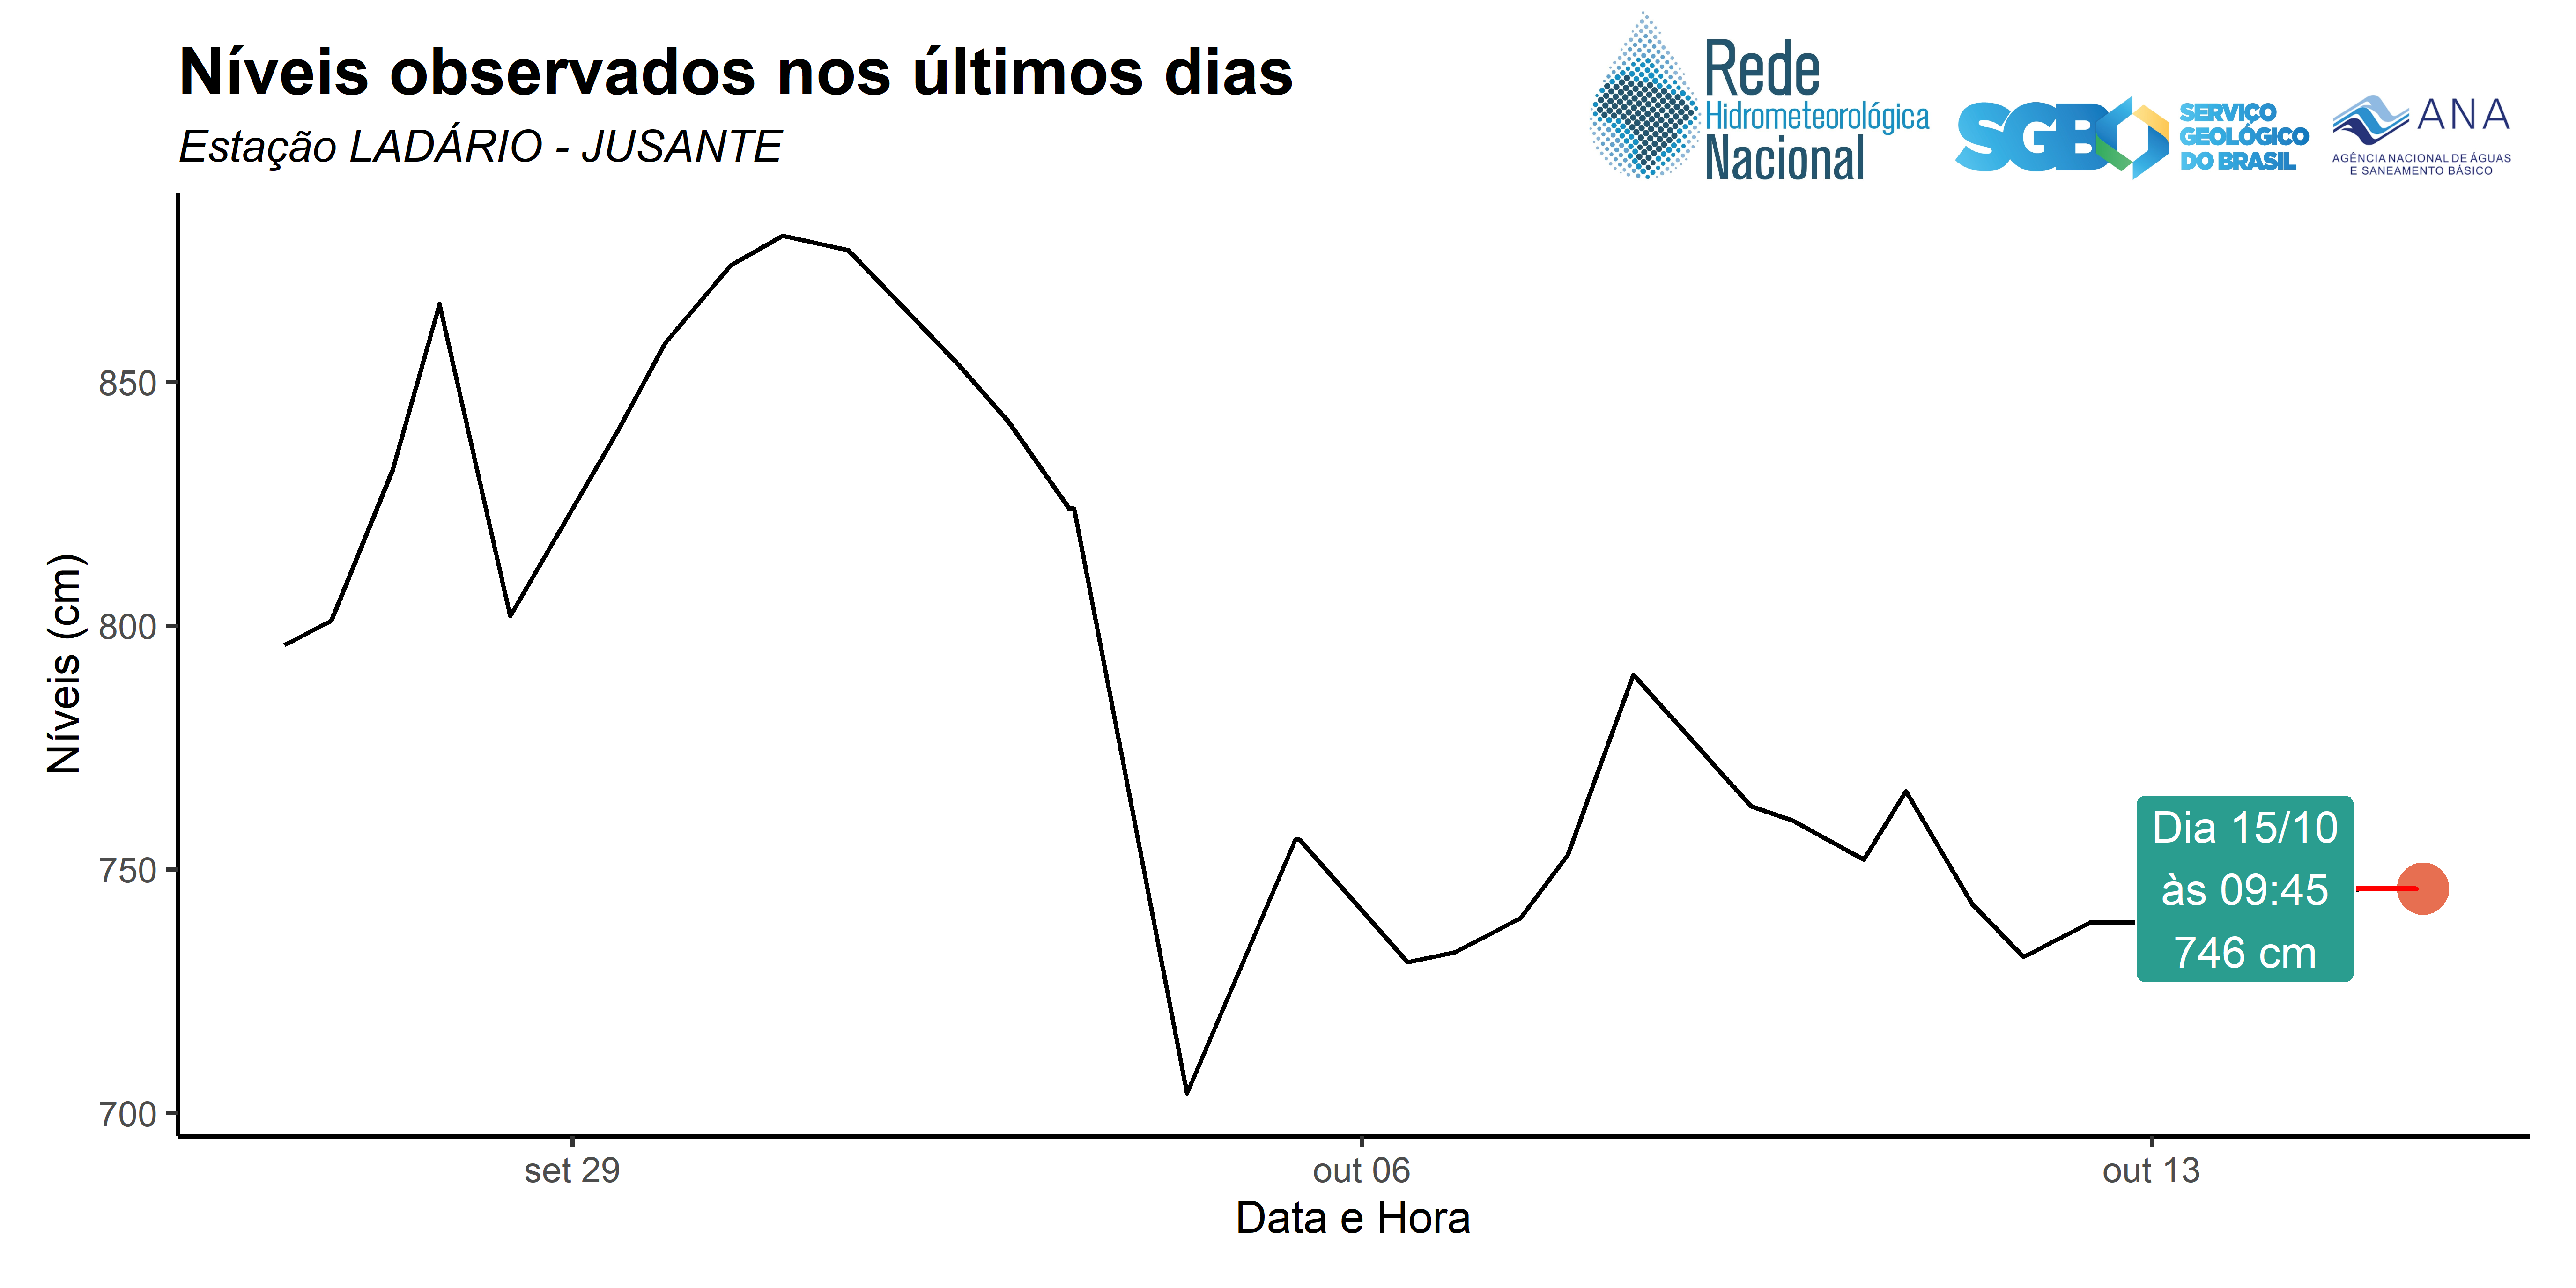 Níveis observados nos últimos dias
Estação LADÁRIO - JUSANTE
Rede
Hidrometeorológica
Nacional
SGB
SERVIÇO
GEOLÓGICO
DO BRASIL
ANA
AGÊNCIA NACIONAL DE ÁGUAS
E SANEAMENTO BÁSICO
Níveis (cm)
850
800
750
700
Dia 15/10
às 09:45
746 cm
set 29
out 06
out 13
Data e Hora